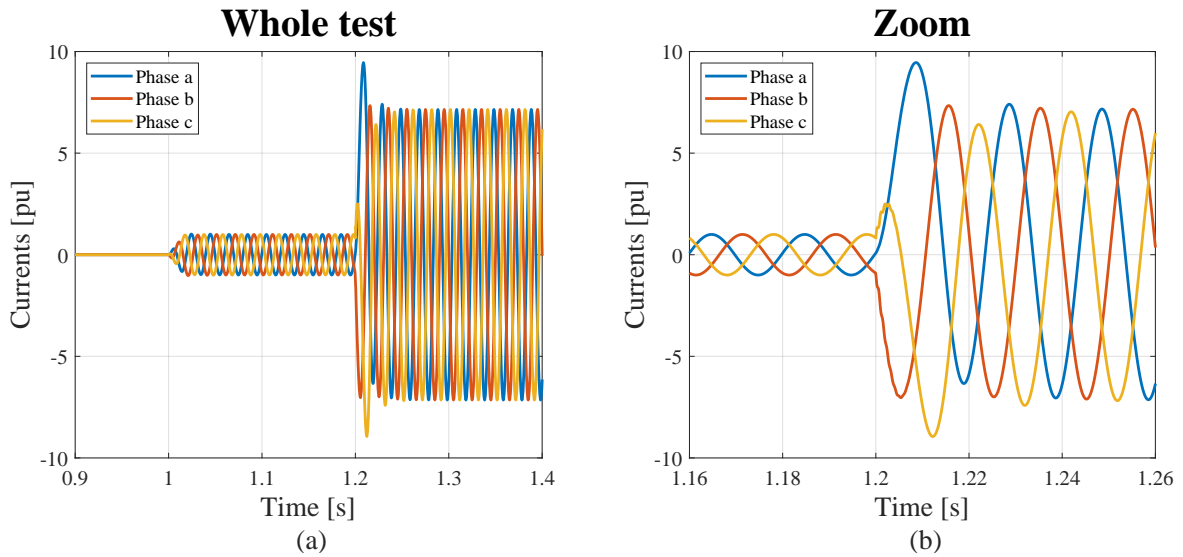 Whole test
Currents [pu]
10
5
0
-5
-10
Phase a
Phase b
Phase c
0.9 1 1.1 1.2 1.3 1.4
Time [s]
(a)
Zoom
Currents [pu]
10
5
0
-5
-10
Phase a
Phase b
Phase c
1.16 1.18 1.2 1.22 1.24 1.26
Time [s]
(b)